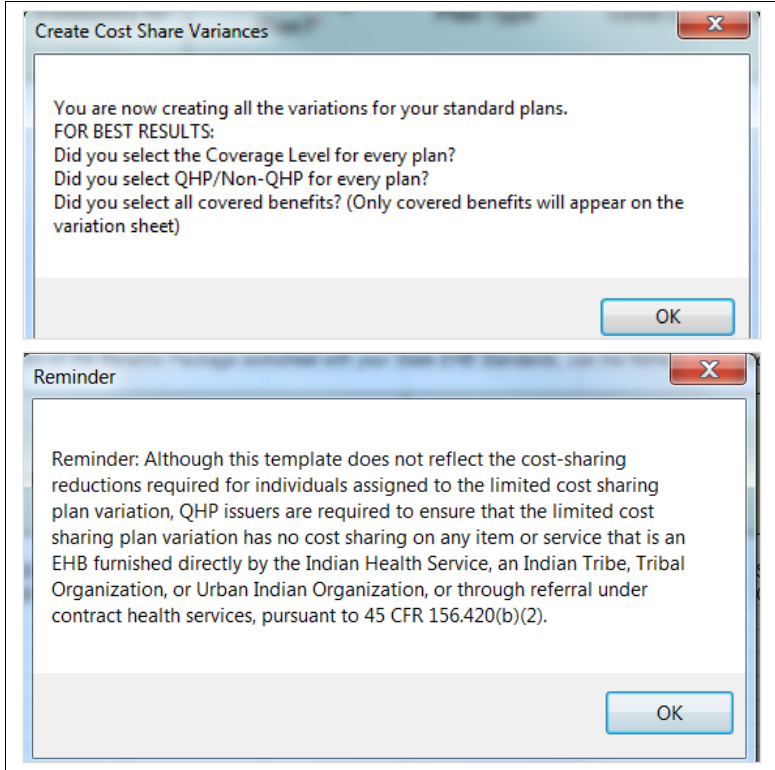 Plan Type
Create Cost Share Variances
X
You are now creating all the variations for your standard plans.
FOR BEST RESULTS:
Did you select the Coverage Level for every plan?
Did you select QHP/Non-QHP for every plan?
Did you select all covered benefits? (Only covered benefits will appear on the
variation sheet)
OK
Reminder
X
Reminder: Although this template does not reflect the cost-sharing
reductions required for individuals assigned to the limited cost sharing
plan variation, QHP issuers are required to ensure that the limited cost
sharing plan variation has no cost sharing on any item or service that is an
EHB furnished directly by the Indian Health Service, an Indian Tribe, Tribal
Organization, or Urban Indian Organization, or through referral under
contract health services, pursuant to 45 CFR 156.420(b)(2).
OK